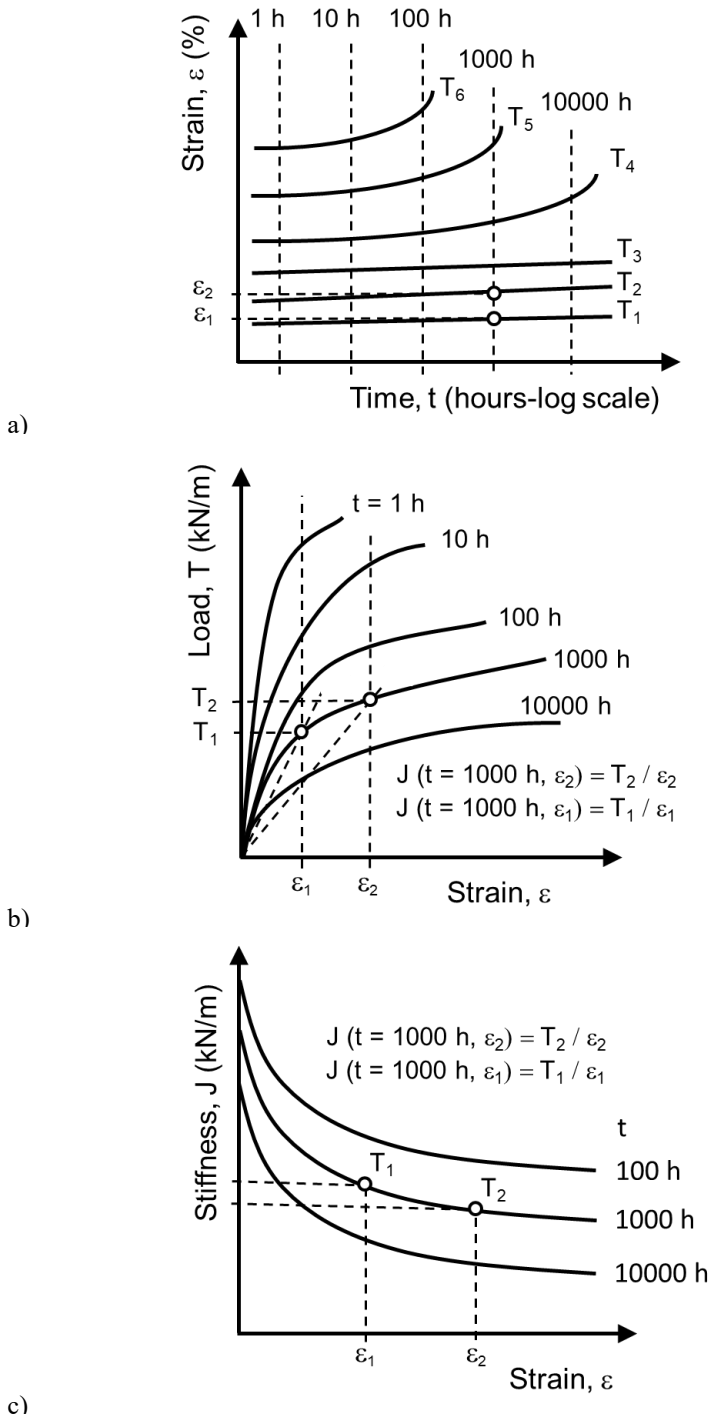 1 h 10 h 100 h
1000 h
10000 h
Strain, ε (%)
T₆
T₅
T₄
T₃
T₂
T₁
ε₂
ε₁
Time, t (hours-log scale)
a)
Load, T (kN/m)
t = 1 h
10 h
100 h
1000 h
10000 h
T₂
T₁
J (t = 1000 h, ε₂) = T₂ / ε₂
J (t = 1000 h, ε₁) = T₁ / ε₁
ε₁ ε₂
Strain, ε
b)
Stiffness, J (kN/m)
J (t = 1000 h, ε₂) = T₂ / ε₂
J (t = 1000 h, ε₁) = T₁ / ε₁
t
T₁
T₂
100 h
1000 h
10000 h
ε₁ ε₂
Strain, ε
c)